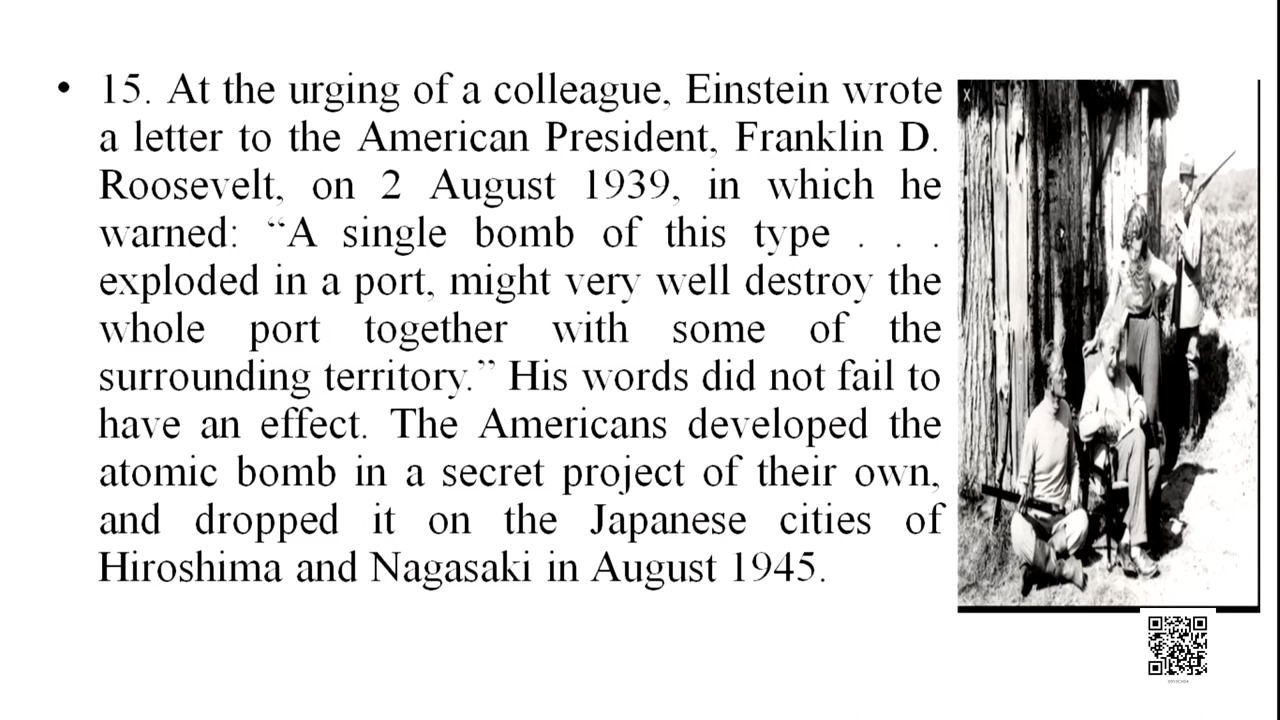 • 15. At the urging of a colleague, Einstein wrote
a letter to the American President, Franklin D.
Roosevelt, on 2 August 1939, in which he
warned: “A single bomb of this type . . .
exploded in a port, might very well destroy the
whole port together with some of the
surrounding territory.” His words did not fail to
have an effect. The Americans developed the
atomic bomb in a secret project of their own,
and dropped it on the Japanese cities of
Hiroshima and Nagasaki in August 1945.
X